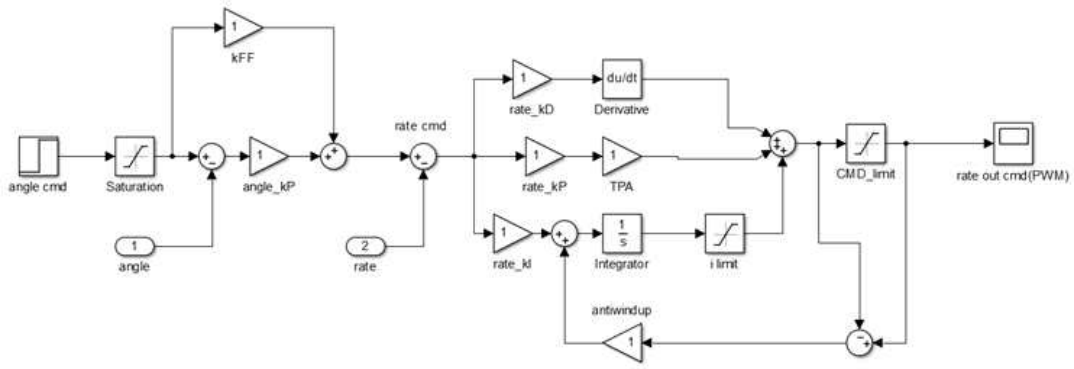 1
kFF
1
rate_kD
du/dt
Derivative
rate cmd
angle cmd
Saturation
+
−
1
angle_kP
+
+
+
−
1
rate_kP
1
TPA
+
+
+
CMD_limit
rate out cmd(PWM)
1
angle
2
rate
1
rate_kI
+
+
1
s
Integrator
i limit
antiwindup
1
−
+